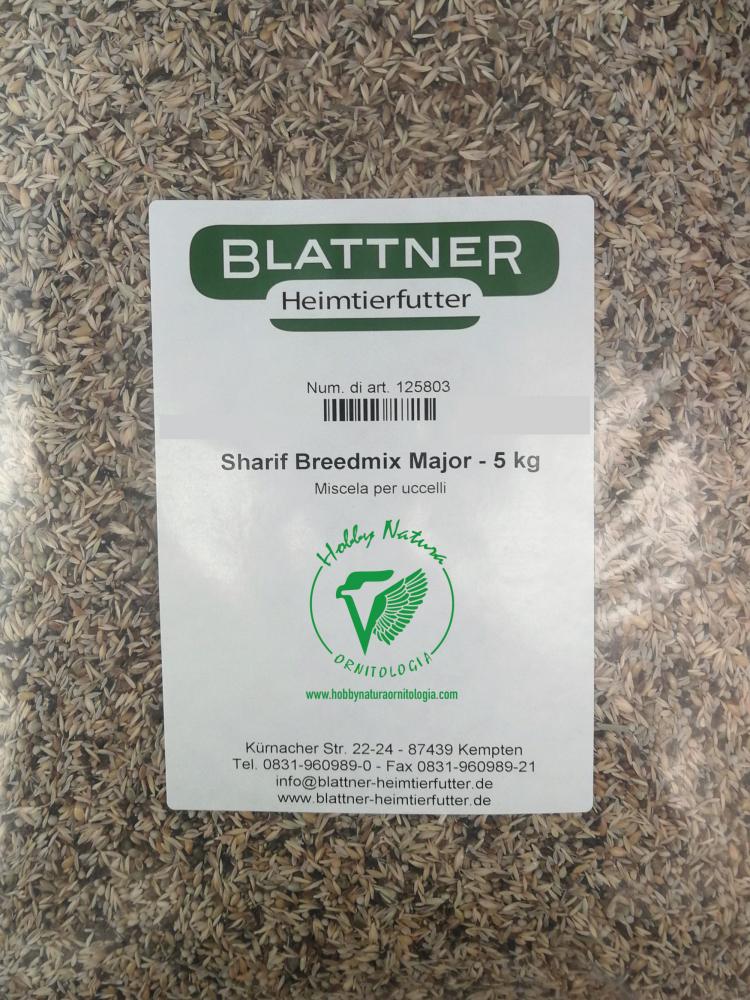 BLATTNER
Heimtierfutter
Num. di art. 125803
Sharif Breedmix Major - 5 kg
Miscela per uccelli
Hobby Natura
ORNITOLOGIA
www.hobbynaturaornitologia.com
Kürnacher Str. 22-24 - 87439 Kempten
Tel. 0831-960989-0 - Fax 0831-960989-21
info@blattner-heimtierfutter.de
www.blattner-heimtierfutter.de